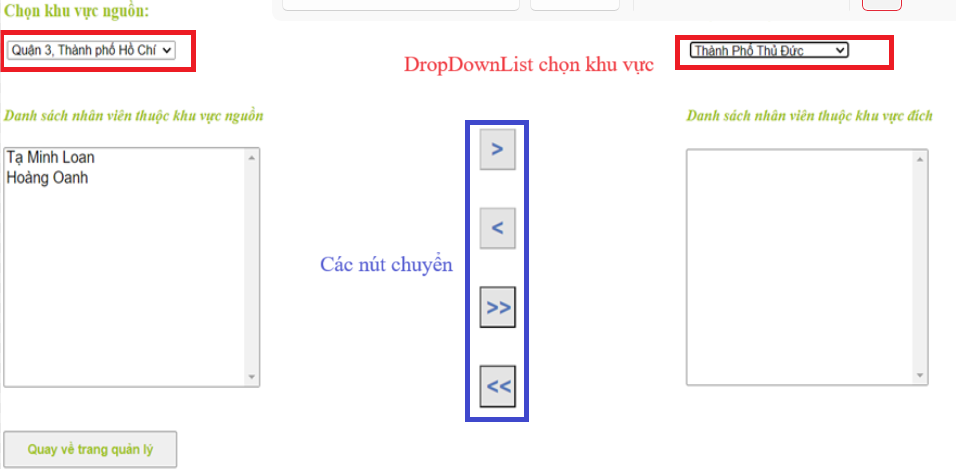 Chọn khu vực nguồn:
Quận 3, Thành phố Hồ Chí
Thành Phố Thủ Đức
DropDownList chọn khu vực
Danh sách nhân viên thuộc khu vực nguồn
Danh sách nhân viên thuộc khu vực đích
Tạ Minh Loan
Hoàng Oanh
>
<
Các nút chuyển
>>
<<
Quay về trang quản lý